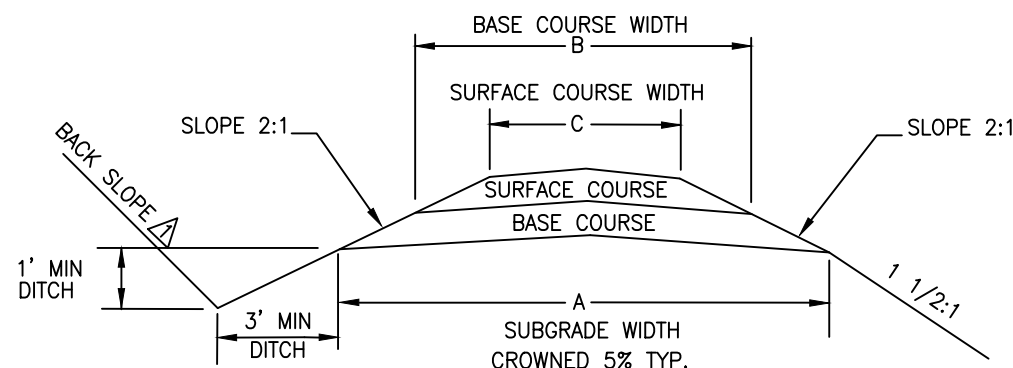 BASE COURSE WIDTH
B
SURFACE COURSE WIDTH
C
SLOPE 2:1
SLOPE 2:1
BACK SLOPE 1
SURFACE COURSE
BASE COURSE
1' MIN
DITCH
3' MIN
DITCH
A
SUBGRADE WIDTH
CROWNED 5% TYP.
1 1/2:1